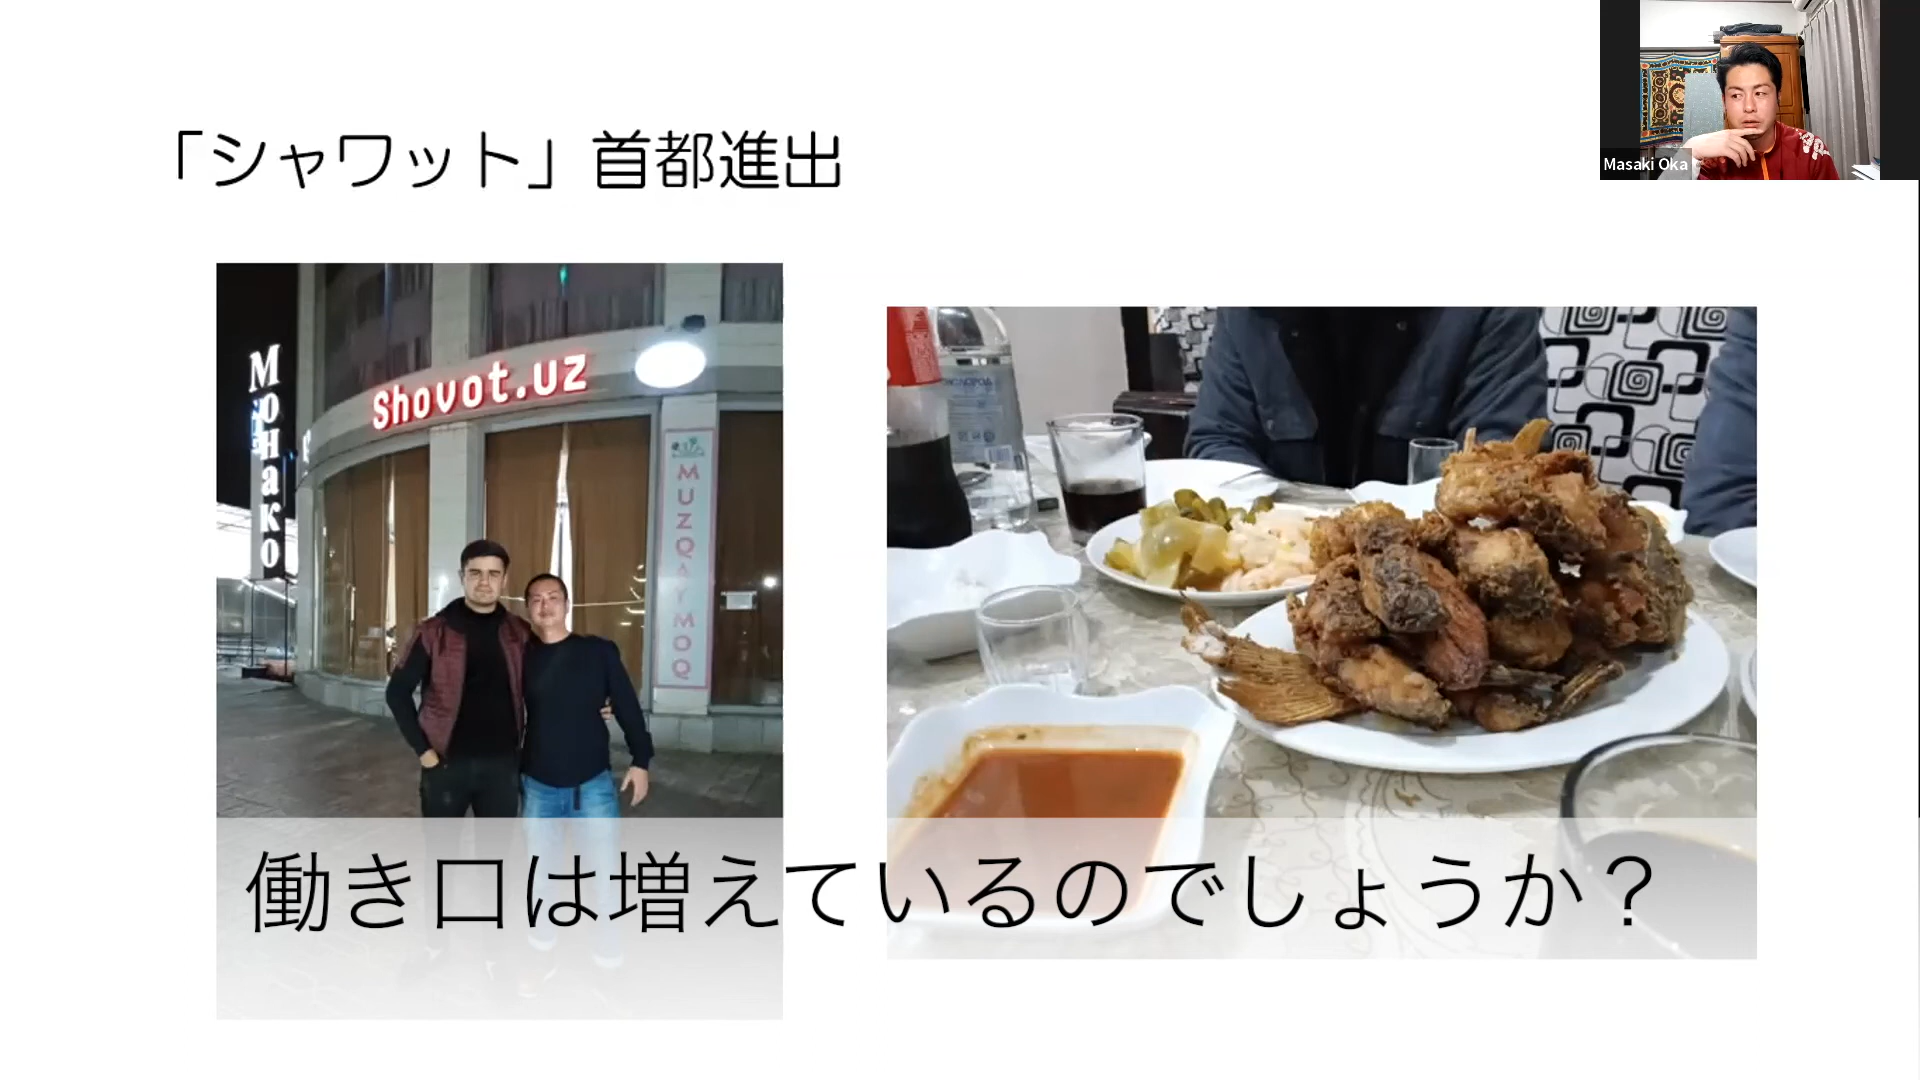 「シャワット」首都進出
Masaki Oka
Монако
Shovot.uz
MUZQAYMOQ
働き口は増えているのでしょうか？